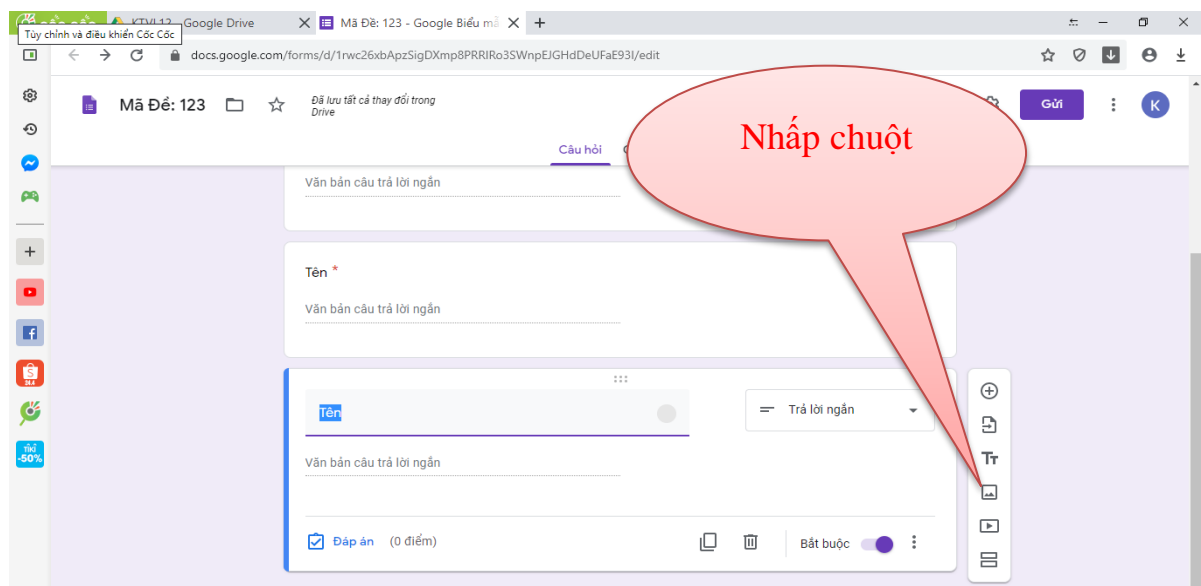 KTVL12 - Google Drive
Mã Đề: 123 - Google Biểu mẫ
Tùy chỉnh và điều khiển Cốc Cốc
docs.google.com/forms/d/1rwc26xbApzSigDXmp8PRRIRo3SWnpEJGHdDeUFaE93I/edit
Mã Đề: 123
Đã lưu tất cả thay đổi trong
Drive
Gửi
K
Nhấp chuột
Câu hỏi
Văn bản câu trả lời ngắn
Tên *
Văn bản câu trả lời ngắn
Tên
Trả lời ngắn
Văn bản câu trả lời ngắn
Tт
Đáp án (0 điểm)
Bắt buộc
S
24.4
TIKI
-50%